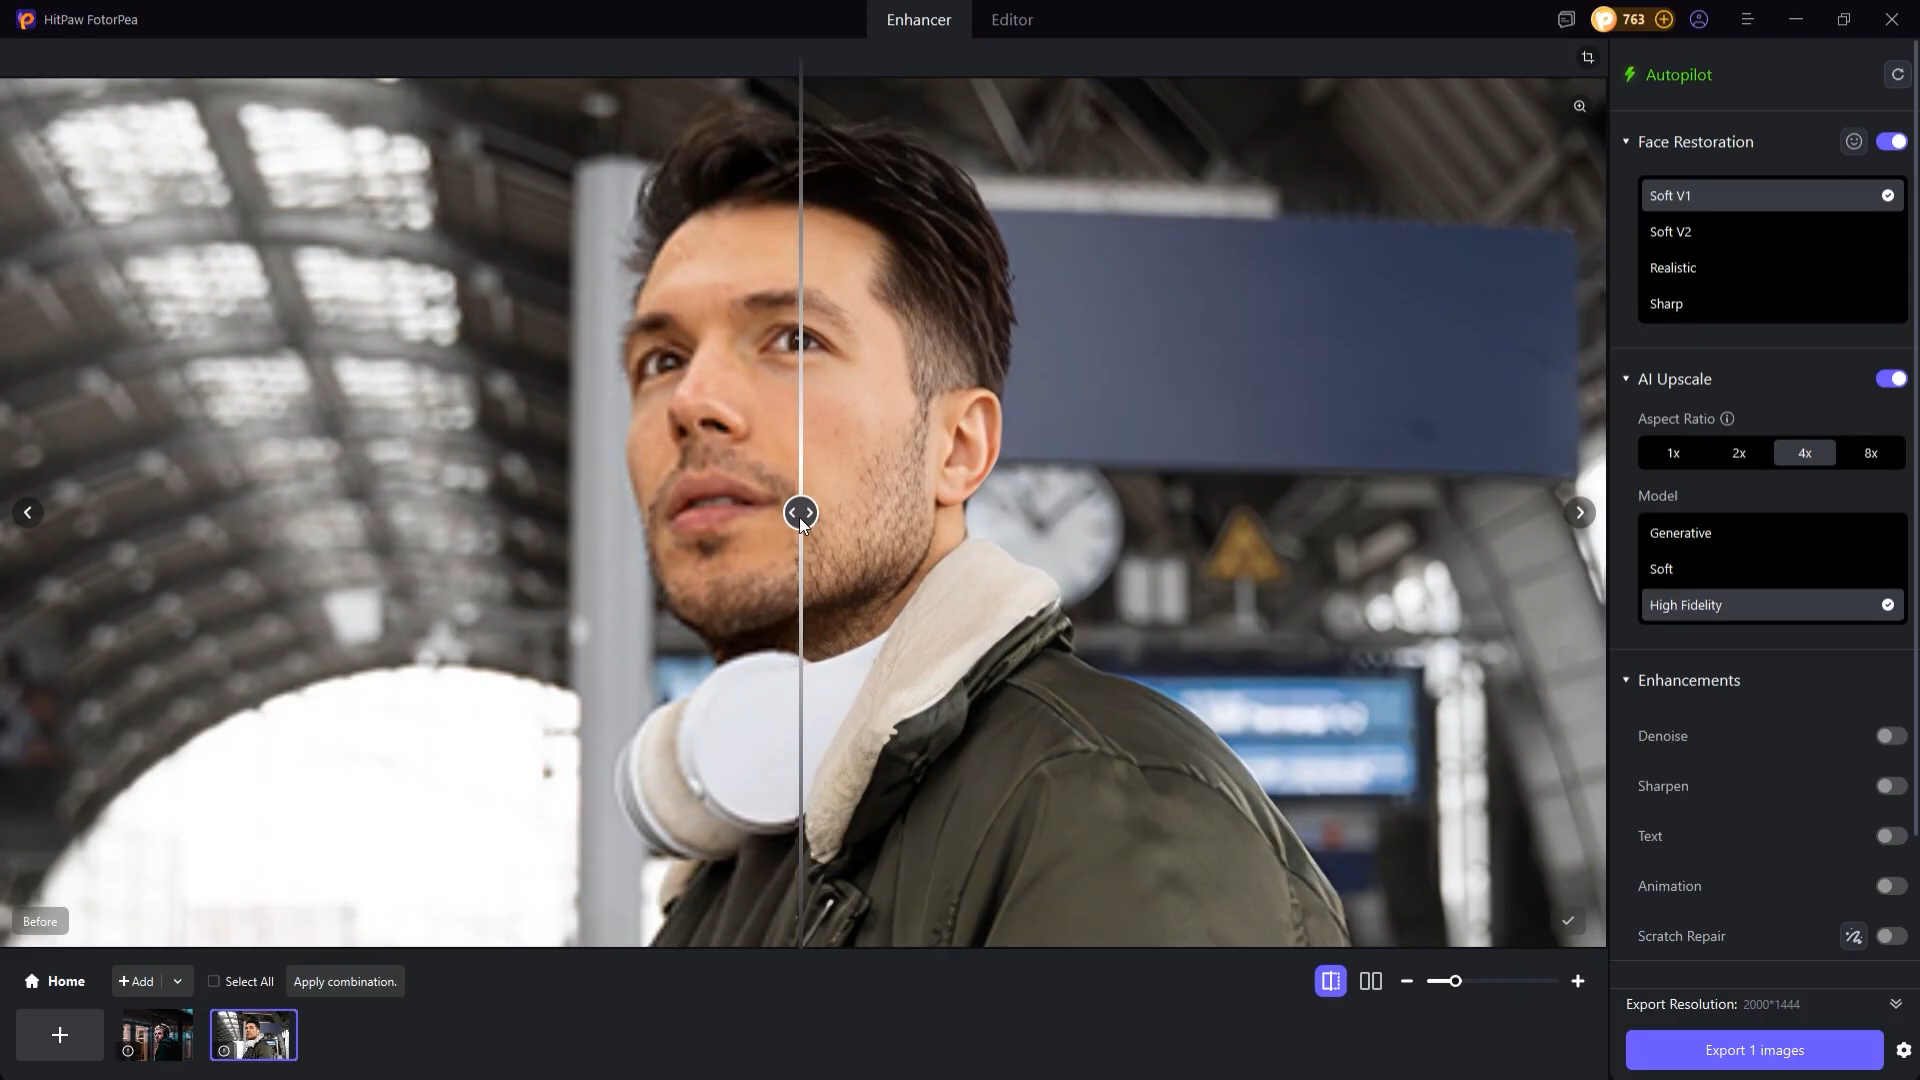 HitPaw FotorPea
Enhancer
Editor
763
Autopilot
Face Restoration
Soft V1
Soft V2
Realistic
Sharp
AI Upscale
Aspect Ratio
1x 2x 4x 8x
Model
Generative
Soft
High Fidelity
Enhancements
Denoise
Sharpen
Text
Animation
Scratch Repair
Before
Home
Add
Select All
Apply combination.
Export Resolution: 2000*1444
Export 1 images